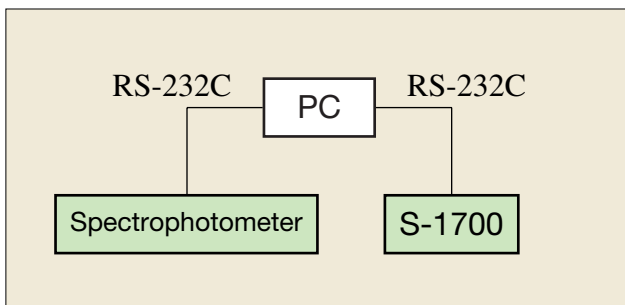 RS-232C
PC
RS-232C
Spectrophotometer
S-1700